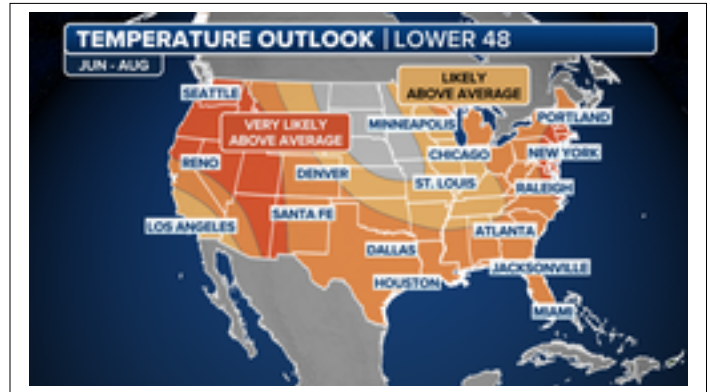 TEMPERATURE OUTLOOK | LOWER 48
JUN - AUG
LIKELY
ABOVE AVERAGE
SEATTLE
VERY LIKELY
ABOVE AVERAGE
MINNEAPOLIS
PORTLAND
RENO
DENVER
CHICAGO
NEW YORK
ST. LOUIS
RALEIGH
LOS ANGELES
SANTA FE
ATLANTA
DALLAS
HOUSTON
JACKSONVILLE
MIAMI